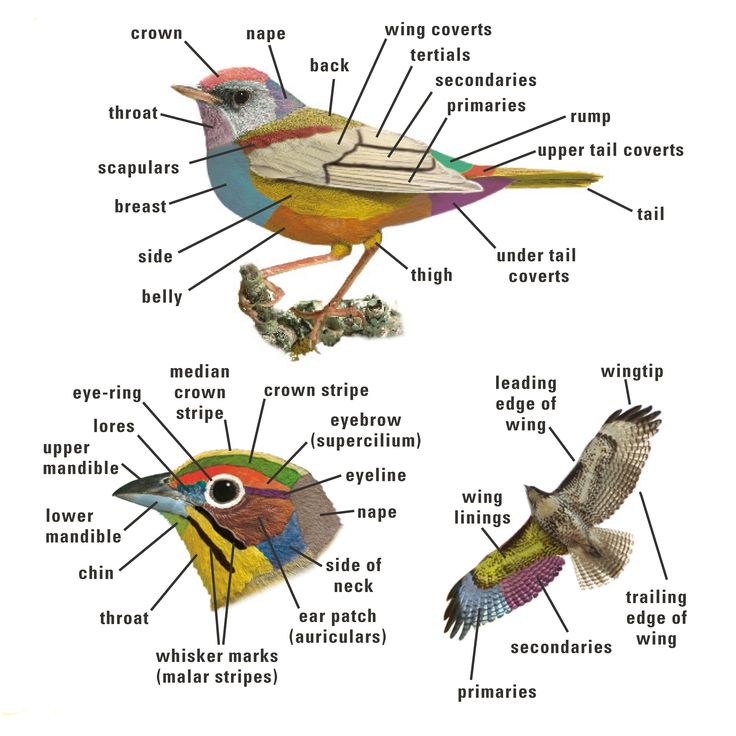 crown
nape
wing coverts
tertials
back
secondaries
primaries
throat
rump
upper tail coverts
scapulars
breast
tail
side
under tail
coverts
thigh
belly
median
crown
stripe
eye-ring
crown stripe
lores
eyebrow
(supercilium)
upper
mandible
eyeline
nape
lower
mandible
chin
side of
neck
throat
ear patch
(auriculars)
whisker marks
(malar stripes)
wingtip
leading
edge of
wing
wing
linings
trailing
edge of
wing
secondaries
primaries